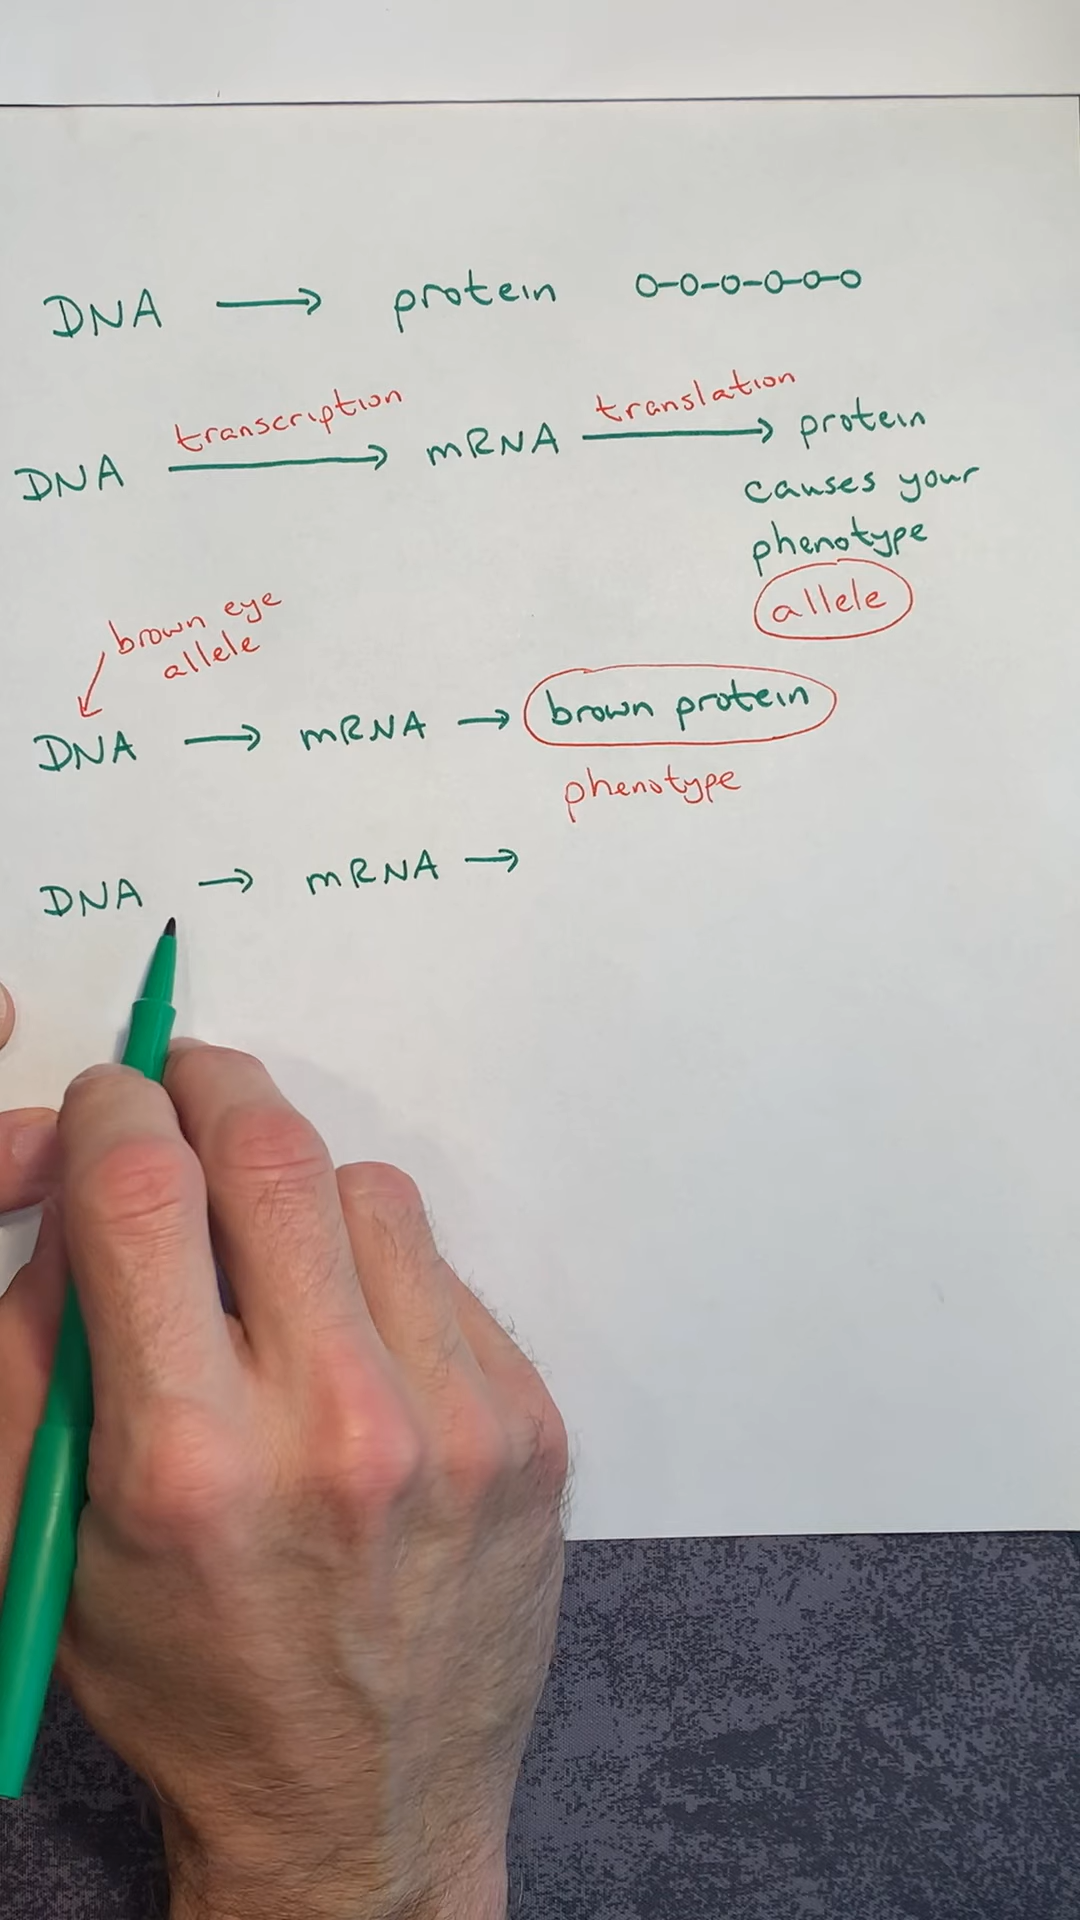 DNA → protein O-O-O-O-O-O
transcription translation
DNA → mRNA → protein
causes your
phenotype
allele
brown eye
allele
DNA → mRNA → brown protein
phenotype
DNA → mRNA →